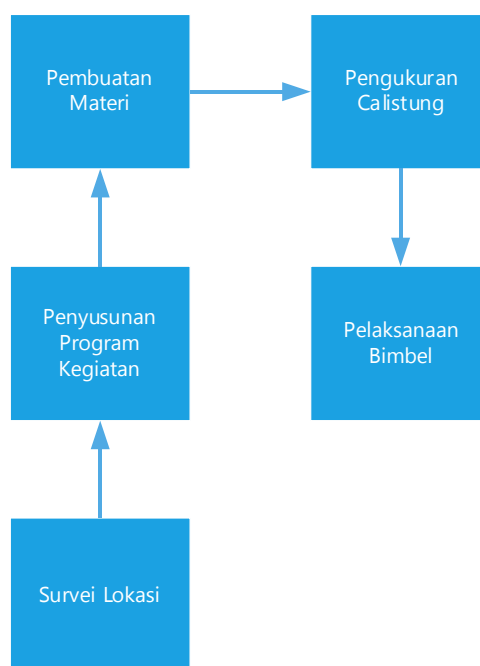 Pembuatan
Materi
Pengukuran
Calistung
Penyusunan
Program
Kegiatan
Pelaksanaan
Bimbel
Survei Lokasi